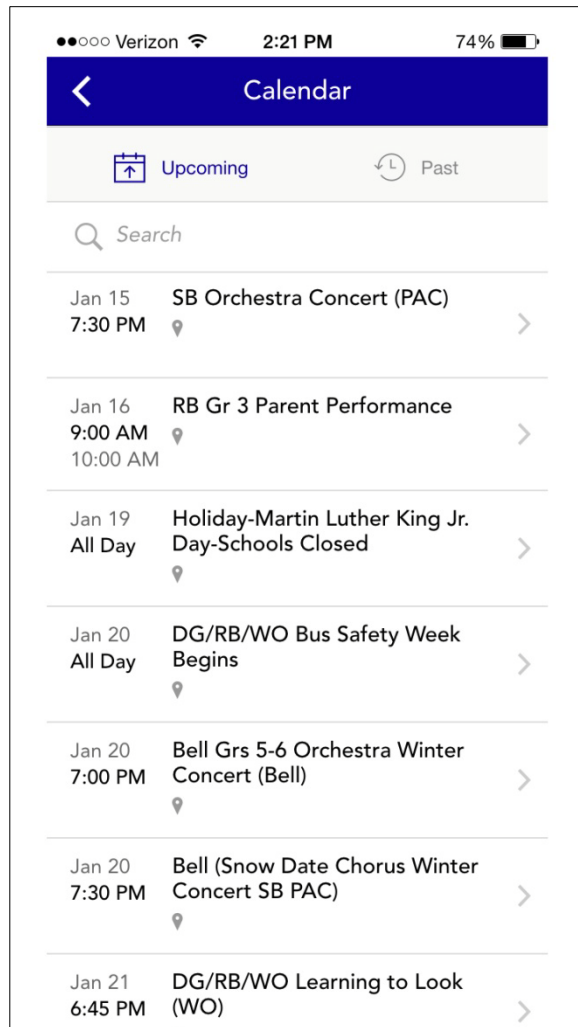 Verizon 2:21 PM 74%
Calendar
Upcoming Past
Search
Jan 15 SB Orchestra Concert (PAC)
7:30 PM
Jan 16 RB Gr 3 Parent Performance
9:00 AM
10:00 AM
Jan 19 Holiday-Martin Luther King Jr.
All Day Day-Schools Closed
Jan 20 DG/RB/WO Bus Safety Week
All Day Begins
Jan 20 Bell Grs 5-6 Orchestra Winter
7:00 PM Concert (Bell)
Jan 20 Bell (Snow Date Chorus Winter
7:30 PM Concert SB PAC)
Jan 21 DG/RB/WO Learning to Look
6:45 PM (WO)